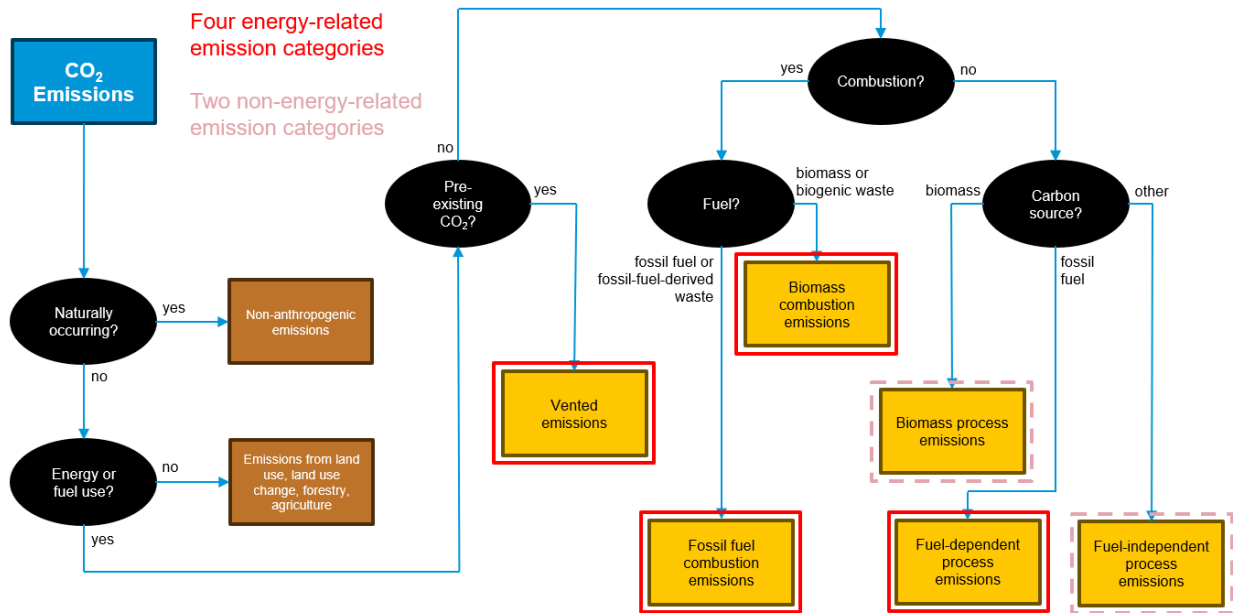 Four energy-related
emission categories
Two non-energy-related
emission categories
CO₂
Emissions
Naturally
occurring?
yes
Non-anthropogenic
emissions
no
Energy or
fuel use?
no
Emissions from land
use, land use
change, forestry,
agriculture
yes
Pre-
existing
CO₂?
no
yes
Vented
emissions
Combustion?
yes
no
Fuel?
biomass or
biogenic waste
fossil fuel or
fossil-fuel-derived
waste
Biomass
combustion
emissions
Fossil fuel
combustion
emissions
Carbon
source?
biomass
other
fossil
fuel
Biomass process
emissions
Fuel-dependent
process
emissions
Fuel-independent
process
emissions